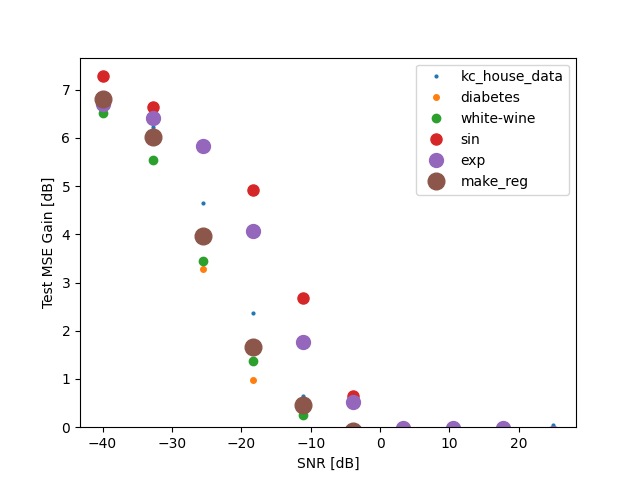 7
6
5
4
3
2
1
0
Test MSE Gain [dB]
kc_house_data
diabetes
white-wine
sin
exp
make_reg
−40 −30 −20 −10 0 10 20
SNR [dB]